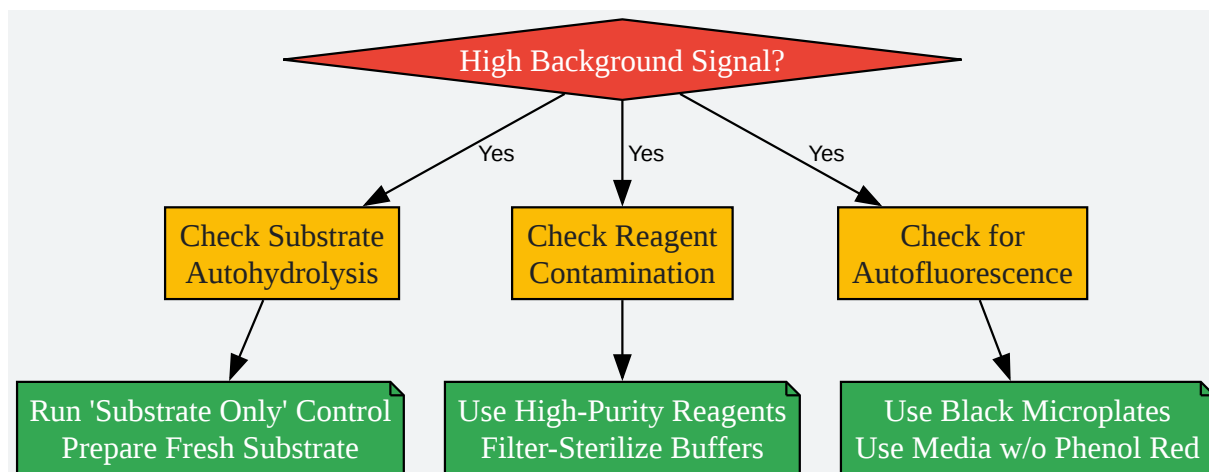 High Background Signal?
Yes
Yes
Yes
Check Substrate
Autohydrolysis
Check Reagent
Contamination
Check for
Autofluorescence
Run 'Substrate Only' Control
Prepare Fresh Substrate
Use High-Purity Reagents
Filter-Sterilize Buffers
Use Black Microplates
Use Media w/o Phenol Red